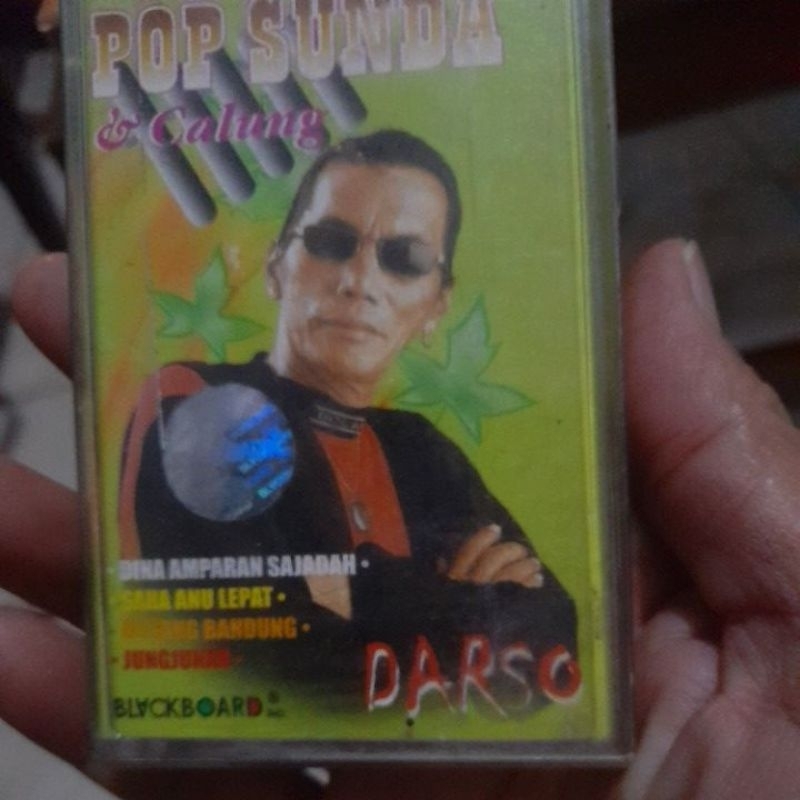 POP SUNDA
& Calung
DINA AMPARAN SAJADAH •
SAHA ANU LEPAT •
BANDUNG •
• JUNGJUNAN •
DARSO
BLACKBOARD ®